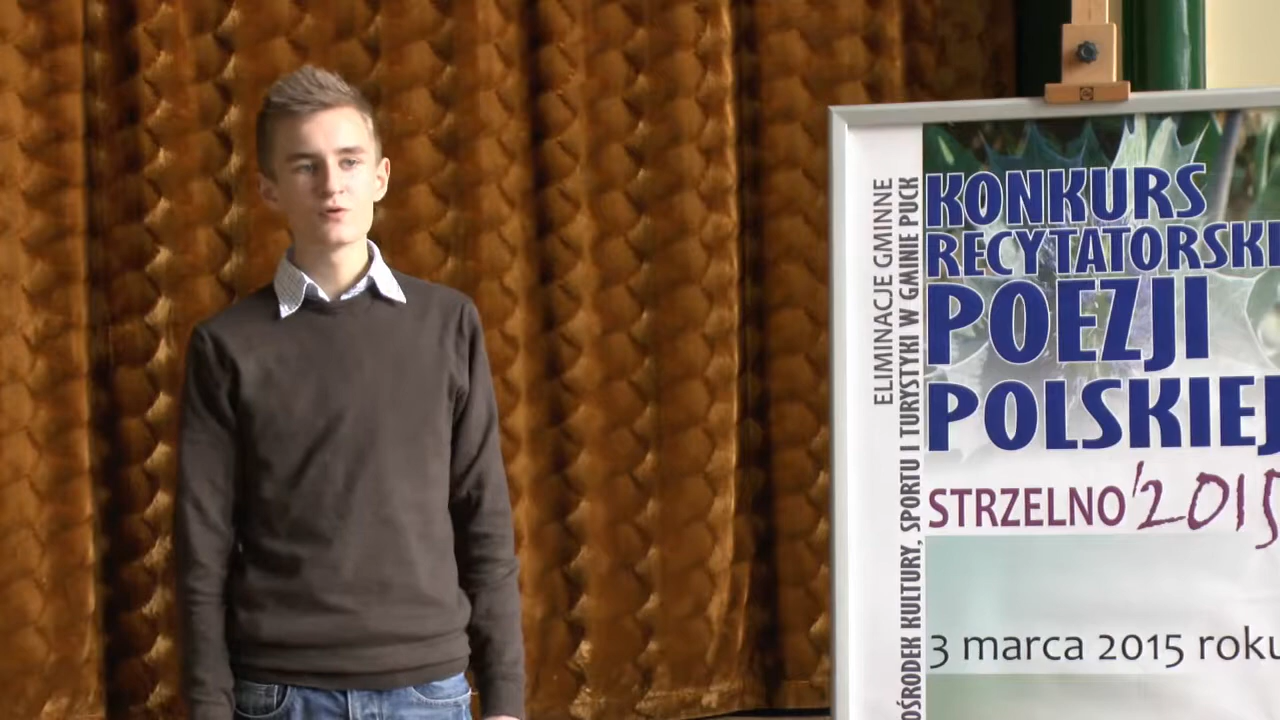 ELIMINACJE GMINNE
OŚRODEK KULTURY, SPORTU I TURYSTYKI W GMINIE PUCK
KONKURS
RECYTATORSKI
POEZJI
POLSKIEJ
STRZELNO '2015
3 marca 2015 roku